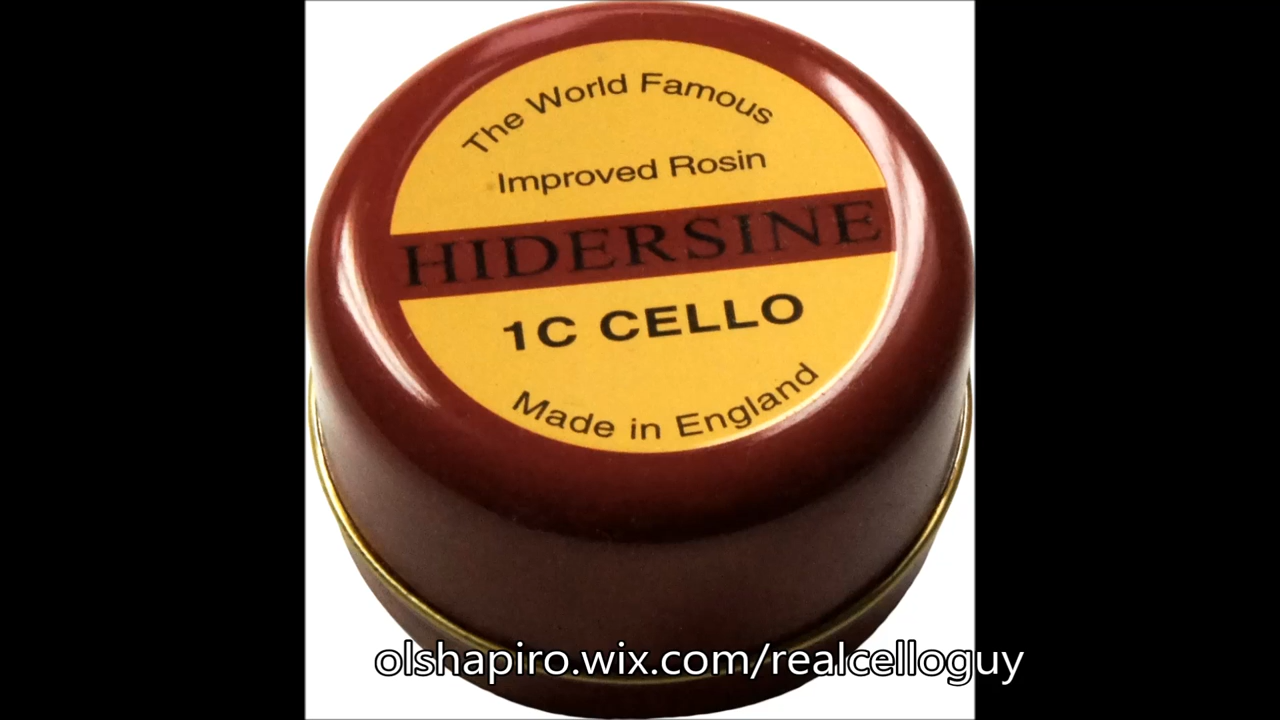 The World Famous
Improved Rosin
HIDERSINE
1C CELLO
Made in England
olshapiro.wix.com/realcelloguy